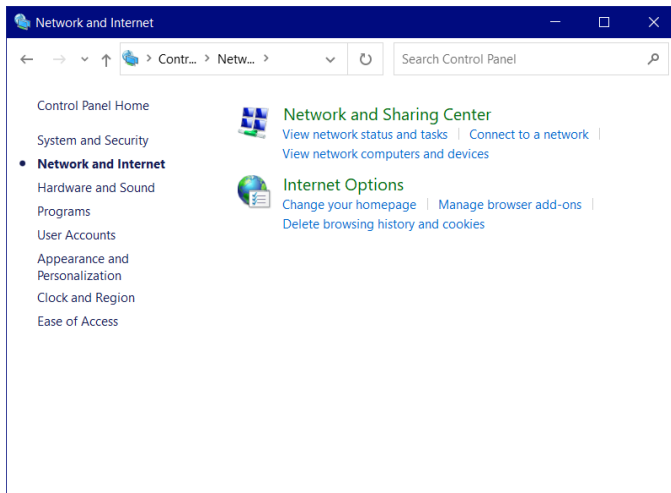 Network and Internet
Contr... Netw...
Search Control Panel
Control Panel Home
System and Security
Network and Internet
Hardware and Sound
Programs
User Accounts
Appearance and
Personalization
Clock and Region
Ease of Access
Network and Sharing Center
View network status and tasks
Connect to a network
View network computers and devices
Internet Options
Change your homepage
Manage browser add-ons
Delete browsing history and cookies